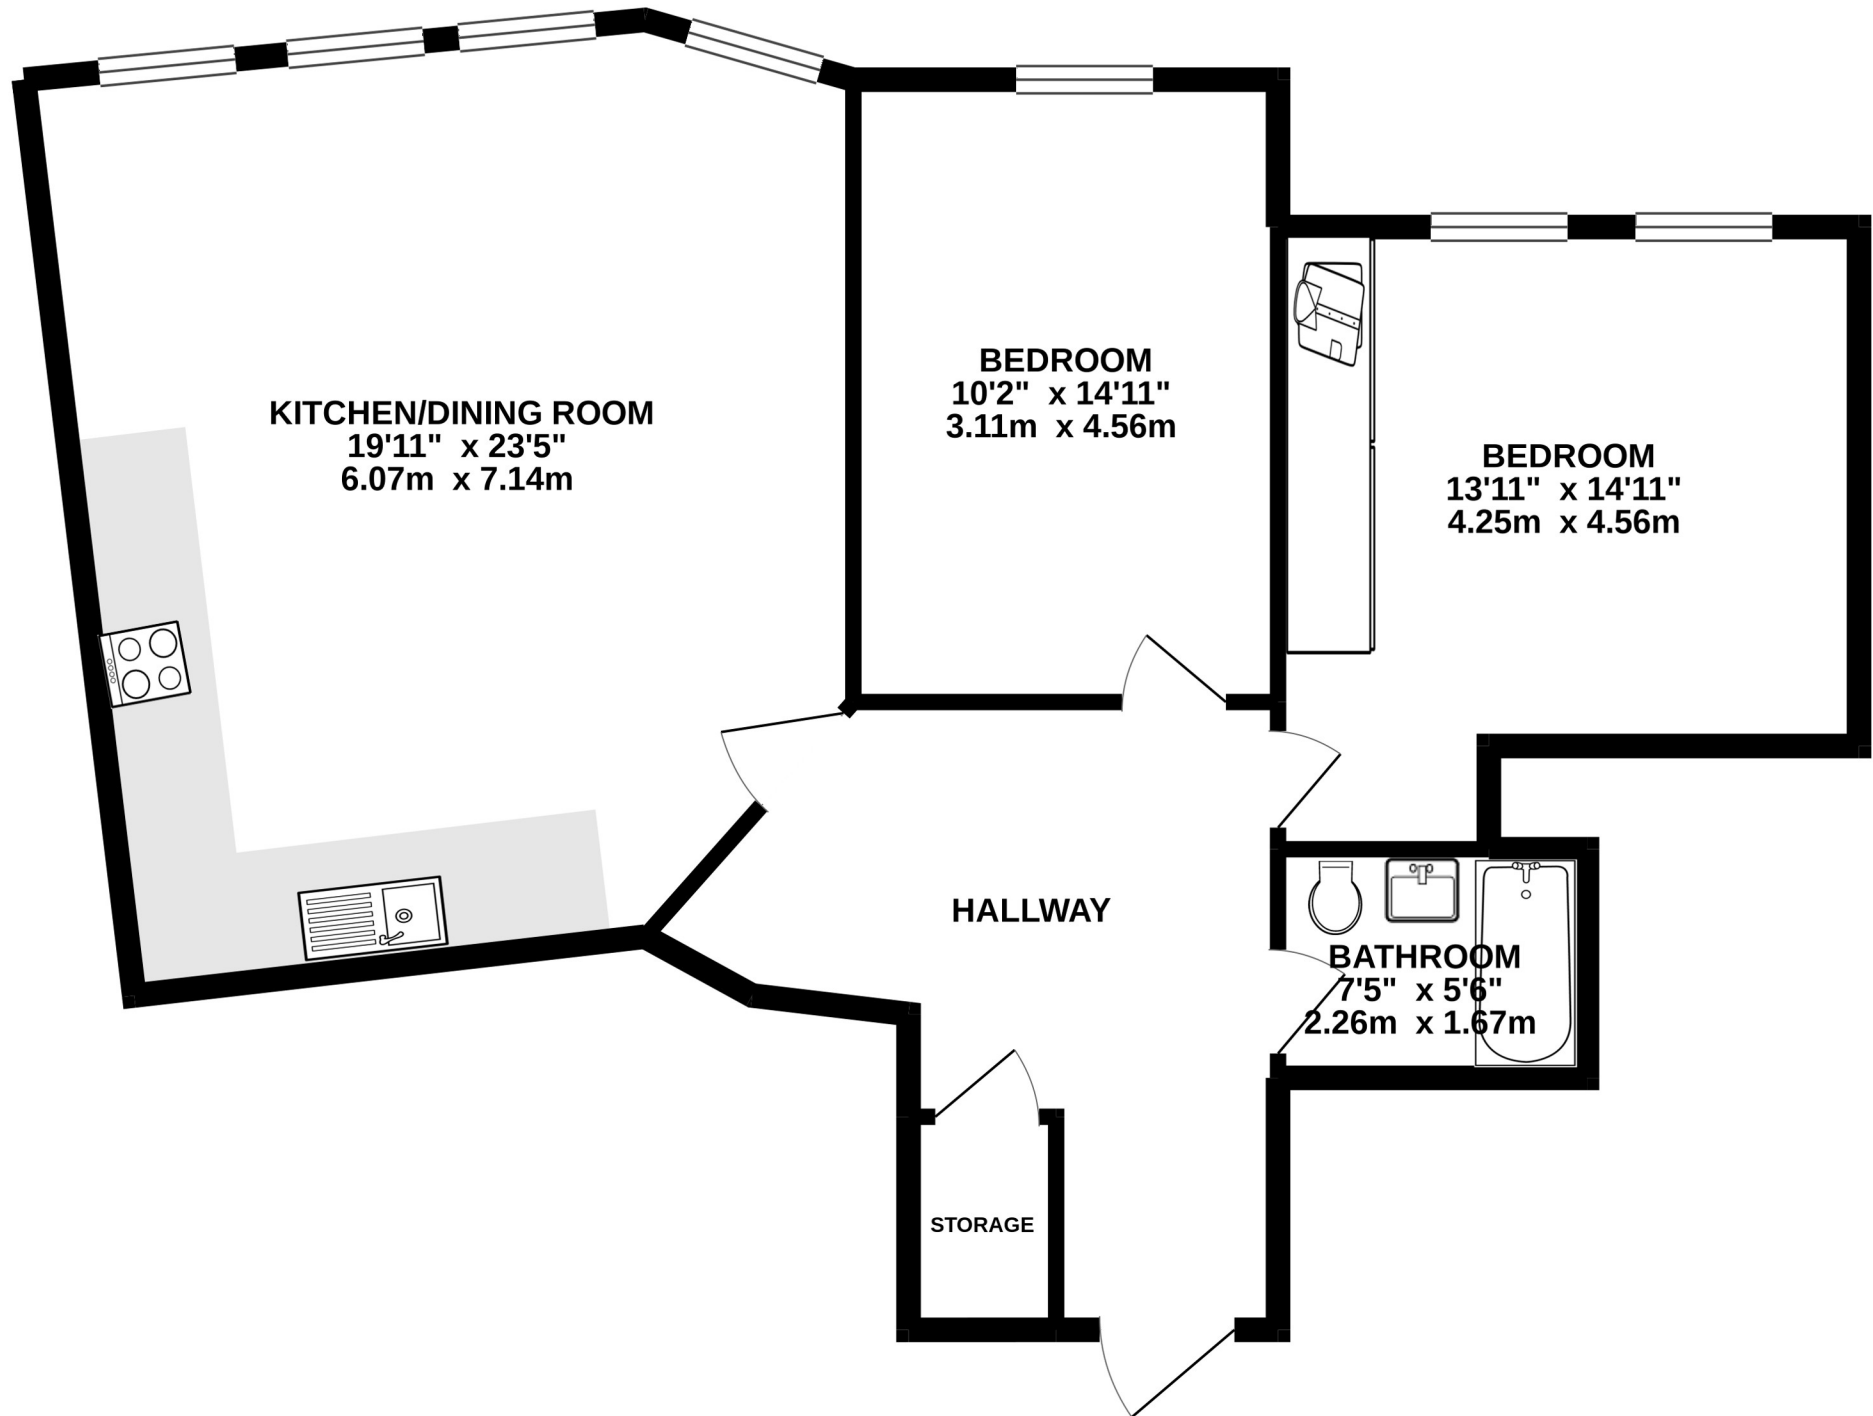 KITCHEN/DINING ROOM
19'11" x 23'5"
6.07m x 7.14m
BEDROOM
10'2" x 14'11"
3.11m x 4.56m
BEDROOM
13'11" x 14'11"
4.25m x 4.56m
HALLWAY
BATHROOM
7'5" x 5'6"
2.26m x 1.67m
STORAGE